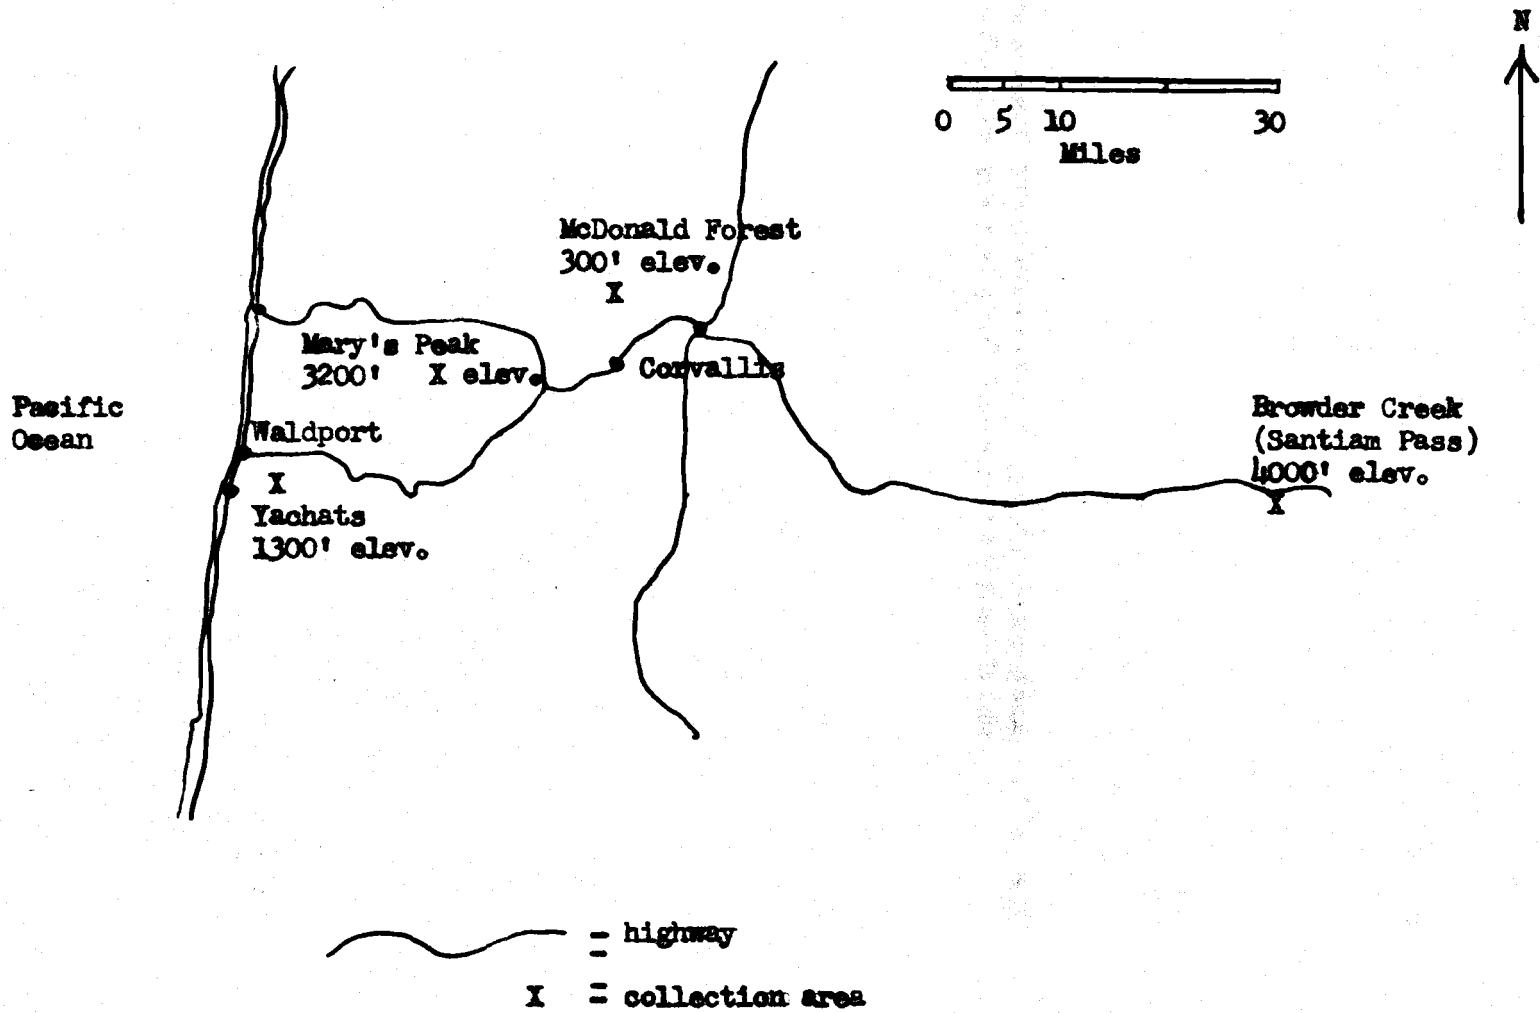 N
0 5 10 30
Miles
McDonald Forest
300' elev.
X
Mary's Peak
3200' X elev.
Corvallis
Pacific
Ocean
Waldport
X
Yachats
1300' elev.
Browder Creek
(Santiam Pass)
4000' elev.
X
= highway
X = collection area